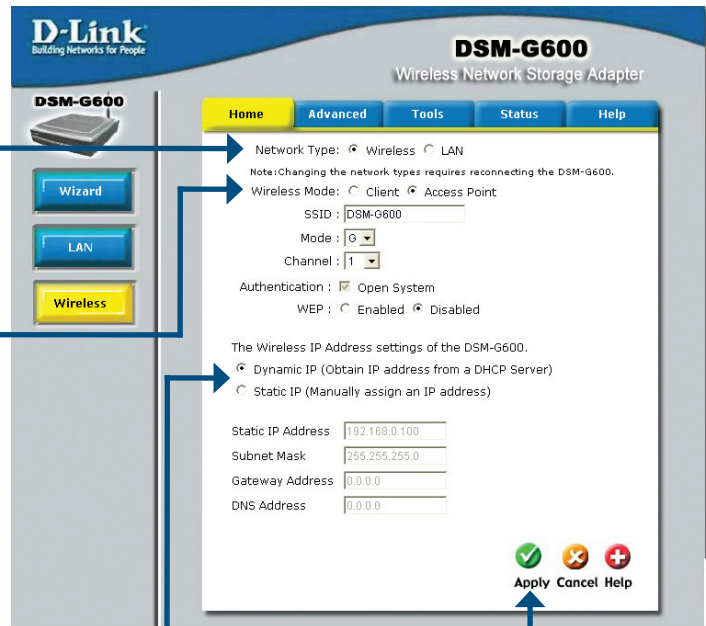 D-Link
Building Networks for People
DSM-G600
Wireless Network Storage Adapter
DSM-G600
Home Advanced Tools Status Help
Wizard
LAN
Wireless
Network Type: Wireless LAN
Note:Changing the network types requires reconnecting the DSM-G600.
Wireless Mode: Client Access Point
SSID : DSM-G600
Mode : G
Channel : 1
Authentication : Open System
WEP : Enabled Disabled
The Wireless IP Address settings of the DSM-G600.
Dynamic IP (Obtain IP address from a DHCP Server)
Static IP (Manually assign an IP address)
Static IP Address 192.168.0.100
Subnet Mask 255.255.255.0
Gateway Address 0.0.0.0
DNS Address 0.0.0.0
Apply Cancel Help